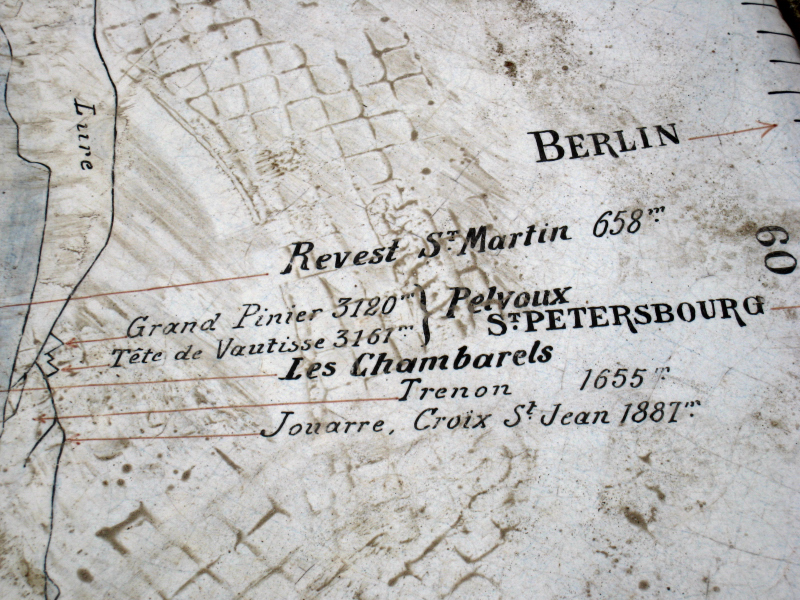 Lure
BERLIN
Revest St. Martin 658m
60
Grand Pinier 3120m
Pelvoux
Tête de Vautisse 3161m
ST. PETERSBOURG
Les Chambarels
Trenon 1655m
Jouarre, Croix St Jean 1887m